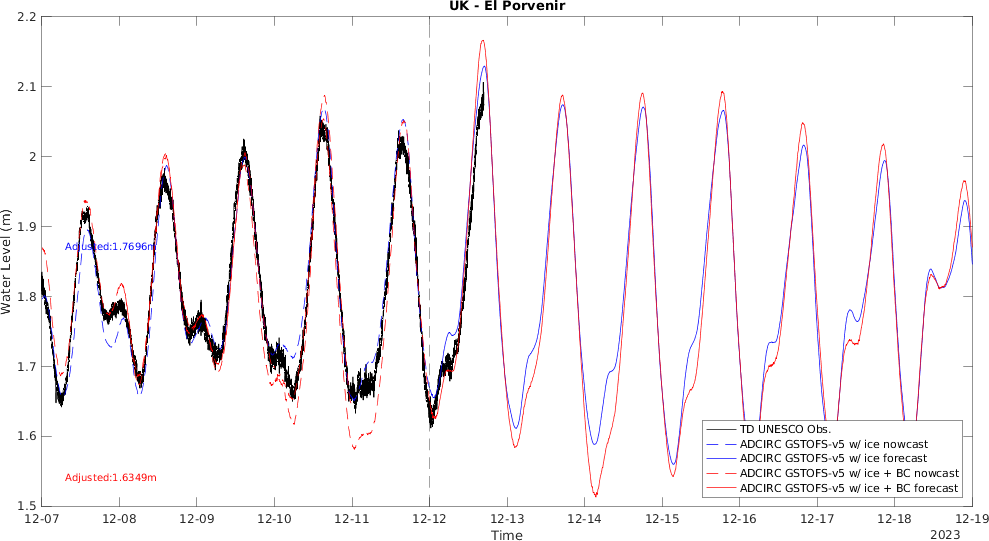 UK - El Porvenir
Water Level (m)
2.2
2.1
2
1.9
1.8
1.7
1.6
1.5
Adjusted:1.7696m
Adjusted:1.6349m
TD UNESCO Obs.
ADCIRC GSTOFS-v5 w/ ice nowcast
ADCIRC GSTOFS-v5 w/ ice forecast
ADCIRC GSTOFS-v5 w/ ice + BC nowcast
ADCIRC GSTOFS-v5 w/ ice + BC forecast
12-07 12-08 12-09 12-10 12-11 12-12 12-13 12-14 12-15 12-16 12-17 12-18 12-19
Time
2023